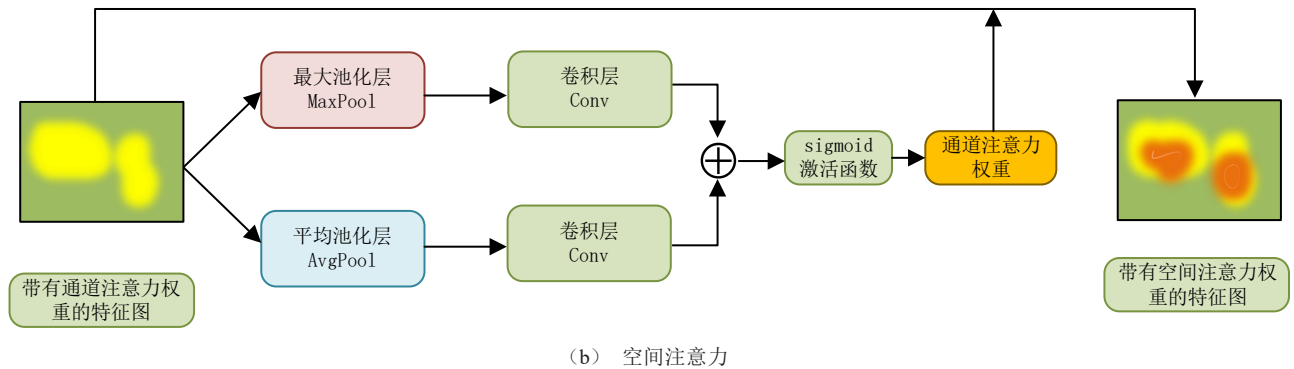 最大池化层
MaxPool
卷积层
Conv
sigmoid
激活函数
通道注意力
权重
平均池化层
AvgPool
卷积层
Conv
带有通道注意力权
重的特征图
带有空间注意力权
重的特征图
（b） 空间注意力